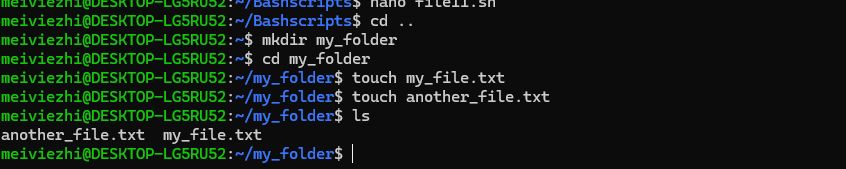 meiviezhi@DESKTOP-LG5RU52:~/Bashscripts$ nano file11.sh
meiviezhi@DESKTOP-LG5RU52:~/Bashscripts$ cd ..
meiviezhi@DESKTOP-LG5RU52:~$ mkdir my_folder
meiviezhi@DESKTOP-LG5RU52:~$ cd my_folder
meiviezhi@DESKTOP-LG5RU52:~/my_folder$ touch my_file.txt
meiviezhi@DESKTOP-LG5RU52:~/my_folder$ touch another_file.txt
meiviezhi@DESKTOP-LG5RU52:~/my_folder$ ls
another_file.txt  my_file.txt
meiviezhi@DESKTOP-LG5RU52:~/my_folder$